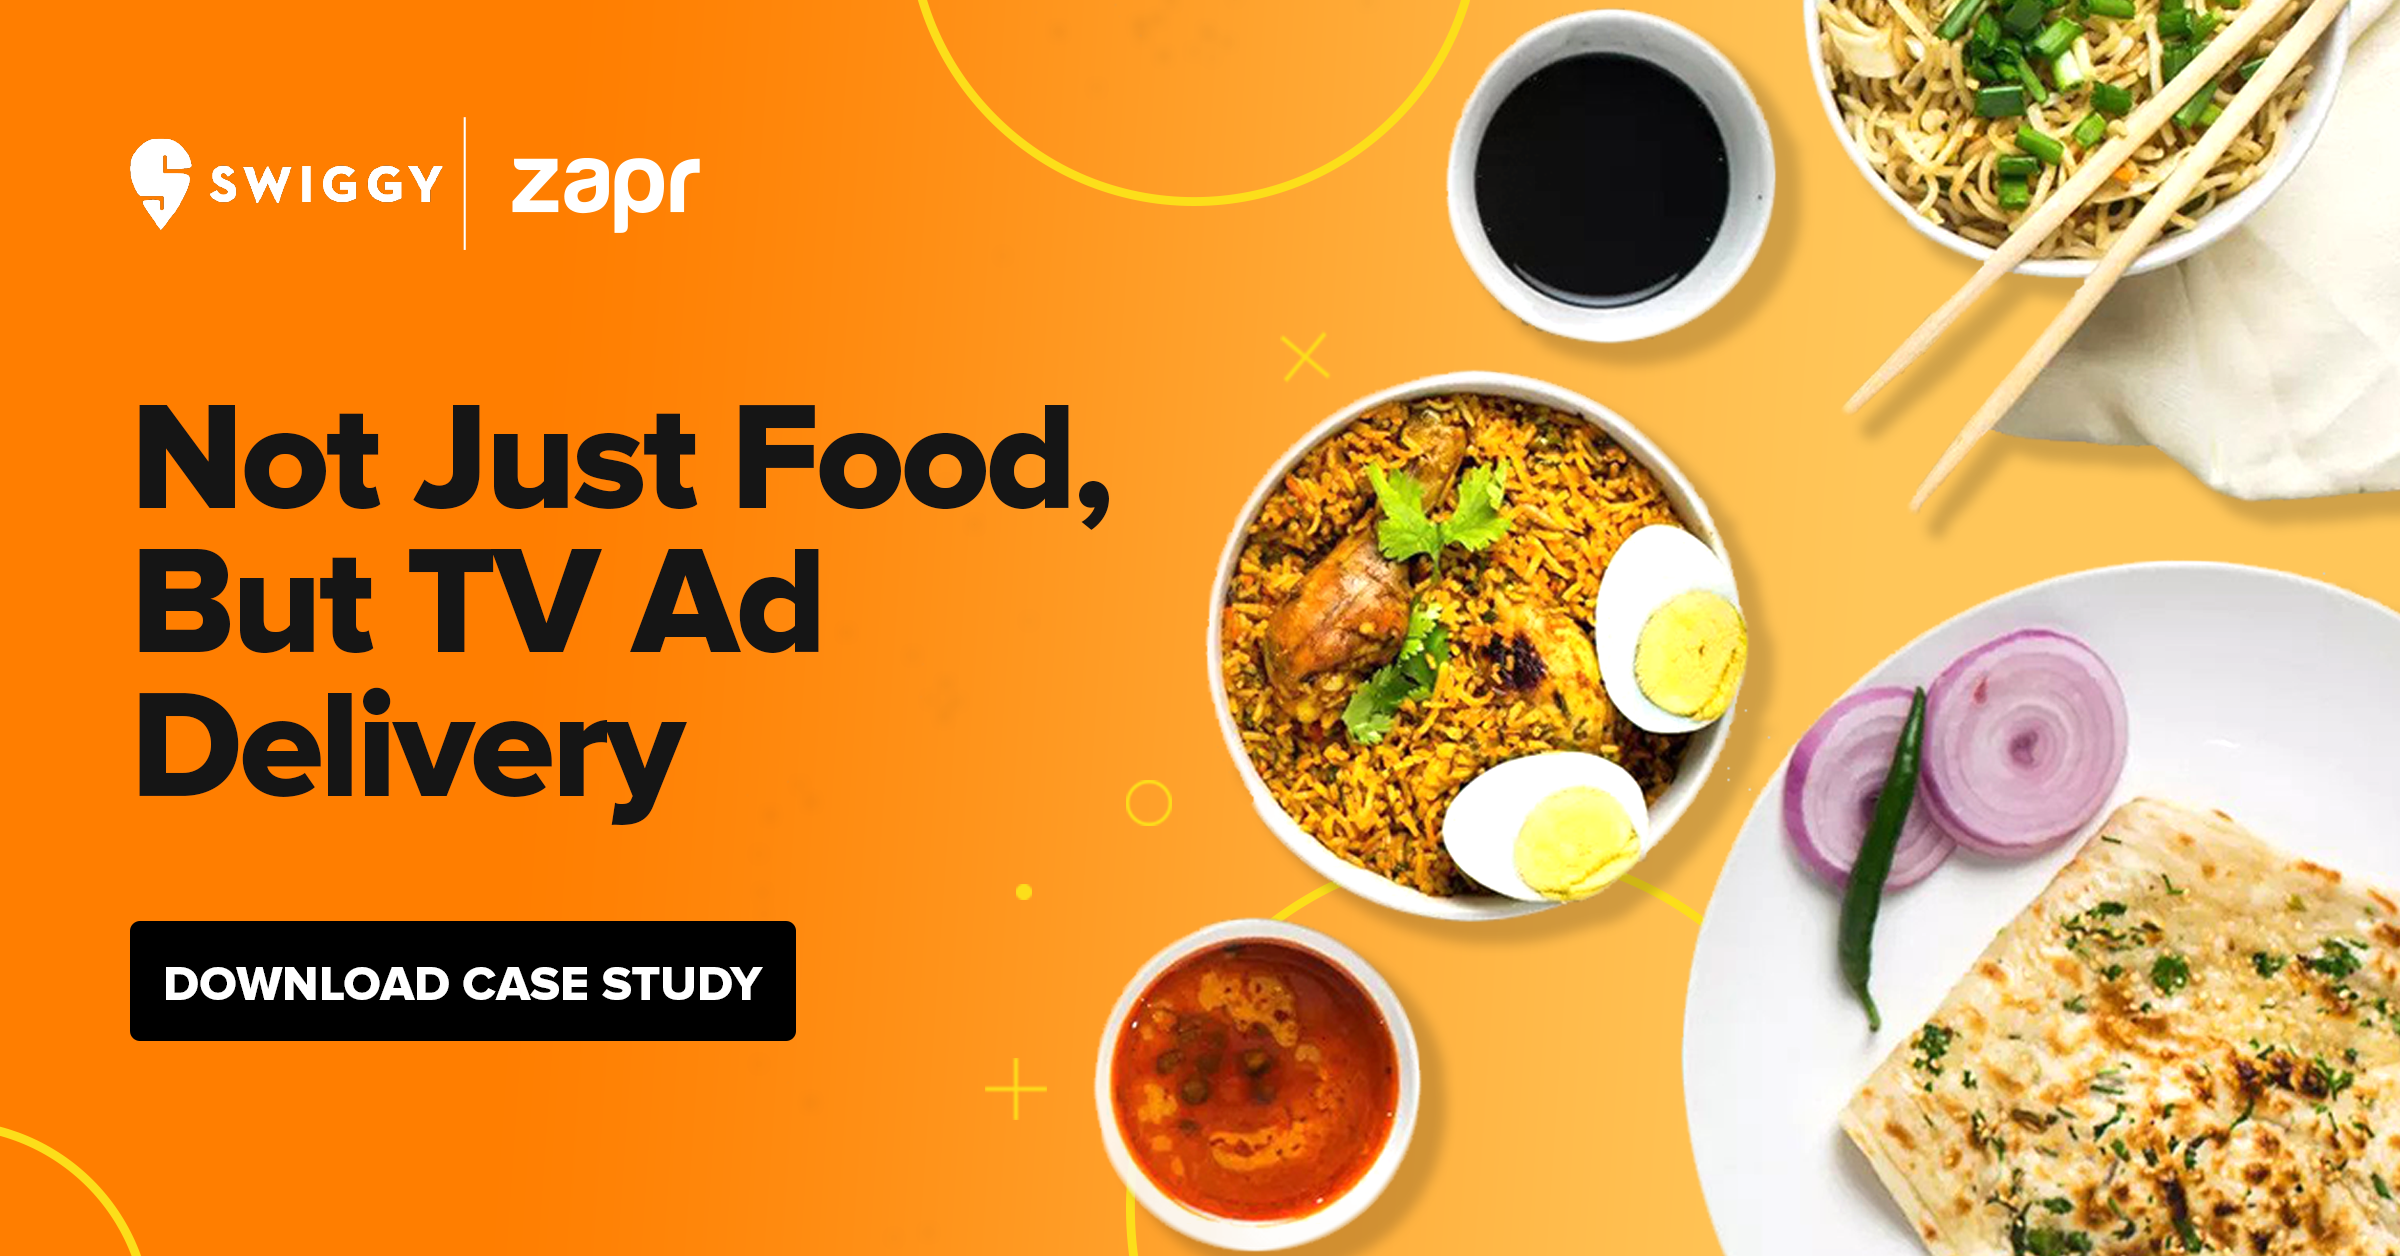 SWIGGY
zapr
Not Just Food,
But TV Ad
Delivery
DOWNLOAD CASE STUDY